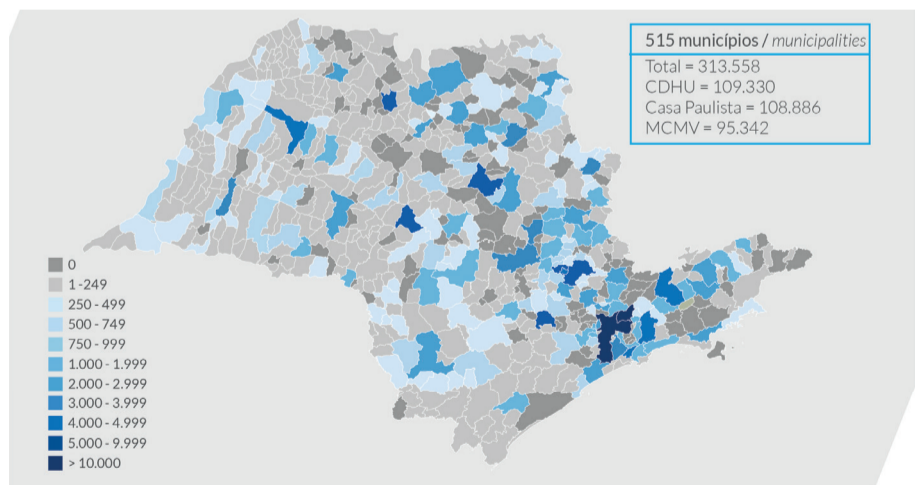 515 municípios / municipalities
Total = 313.558
CDHU = 109.330
Casa Paulista = 108.886
MCMV = 95.342
0
1 -249
250 - 499
500 - 749
750 - 999
1.000 - 1.999
2.000 - 2.999
3.000 - 3.999
4.000 - 4.999
5.000 - 9.999
> 10.000